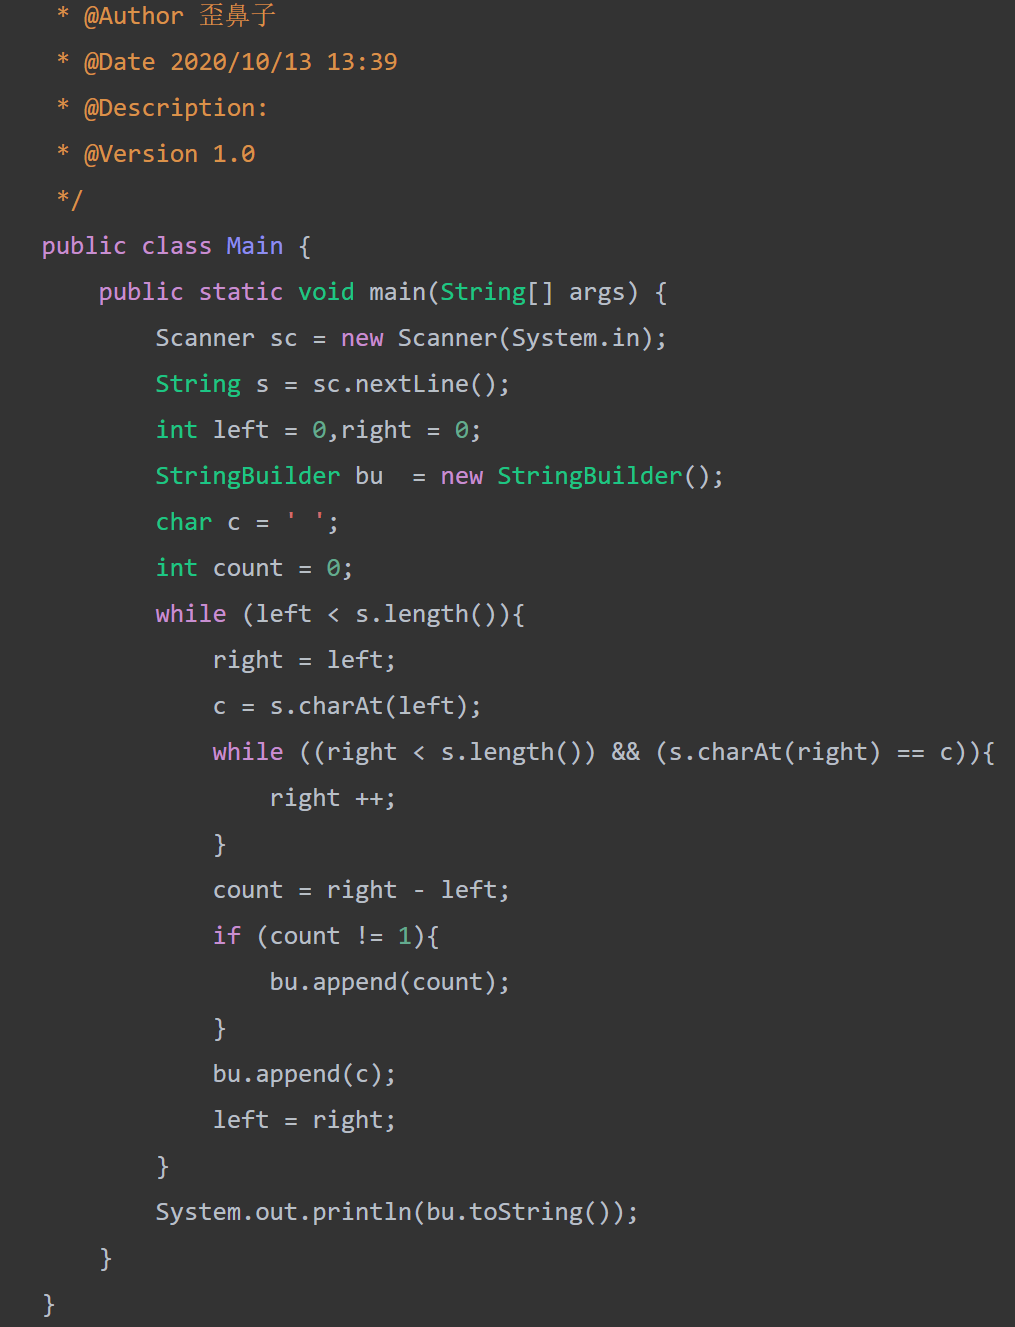 * @Author 歪鼻子
 * @Date 2020/10/13 13:39
 * @Description:
 * @Version 1.0
 */
public class Main {
    public static void main(String[] args) {
        Scanner sc = new Scanner(System.in);
        String s = sc.nextLine();
        int left = 0,right = 0;
        StringBuilder bu  = new StringBuilder();
        char c = ' ';
        int count = 0;
        while (left < s.length()){
            right = left;
            c = s.charAt(left);
            while ((right < s.length()) && (s.charAt(right) == c)){
                right ++;
            }
            count = right - left;
            if (count != 1){
                bu.append(count);
            }
            bu.append(c);
            left = right;
        }
        System.out.println(bu.toString());
    }
}